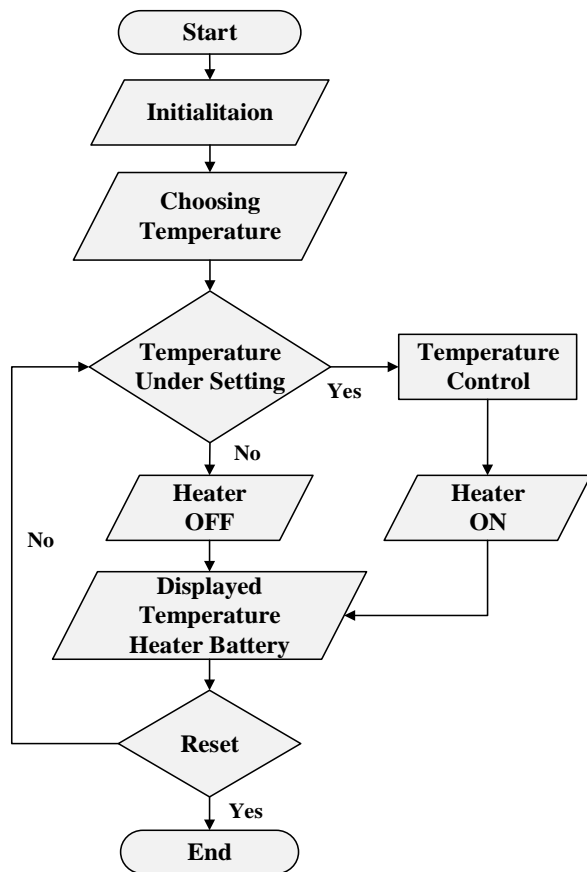 Start
Initialitaion
Choosing
Temperature
Temperature
Under Setting
Yes
Temperature
Control
No
Heater
OFF
Heater
ON
No
Displayed
Temperature
Heater Battery
Reset
Yes
End